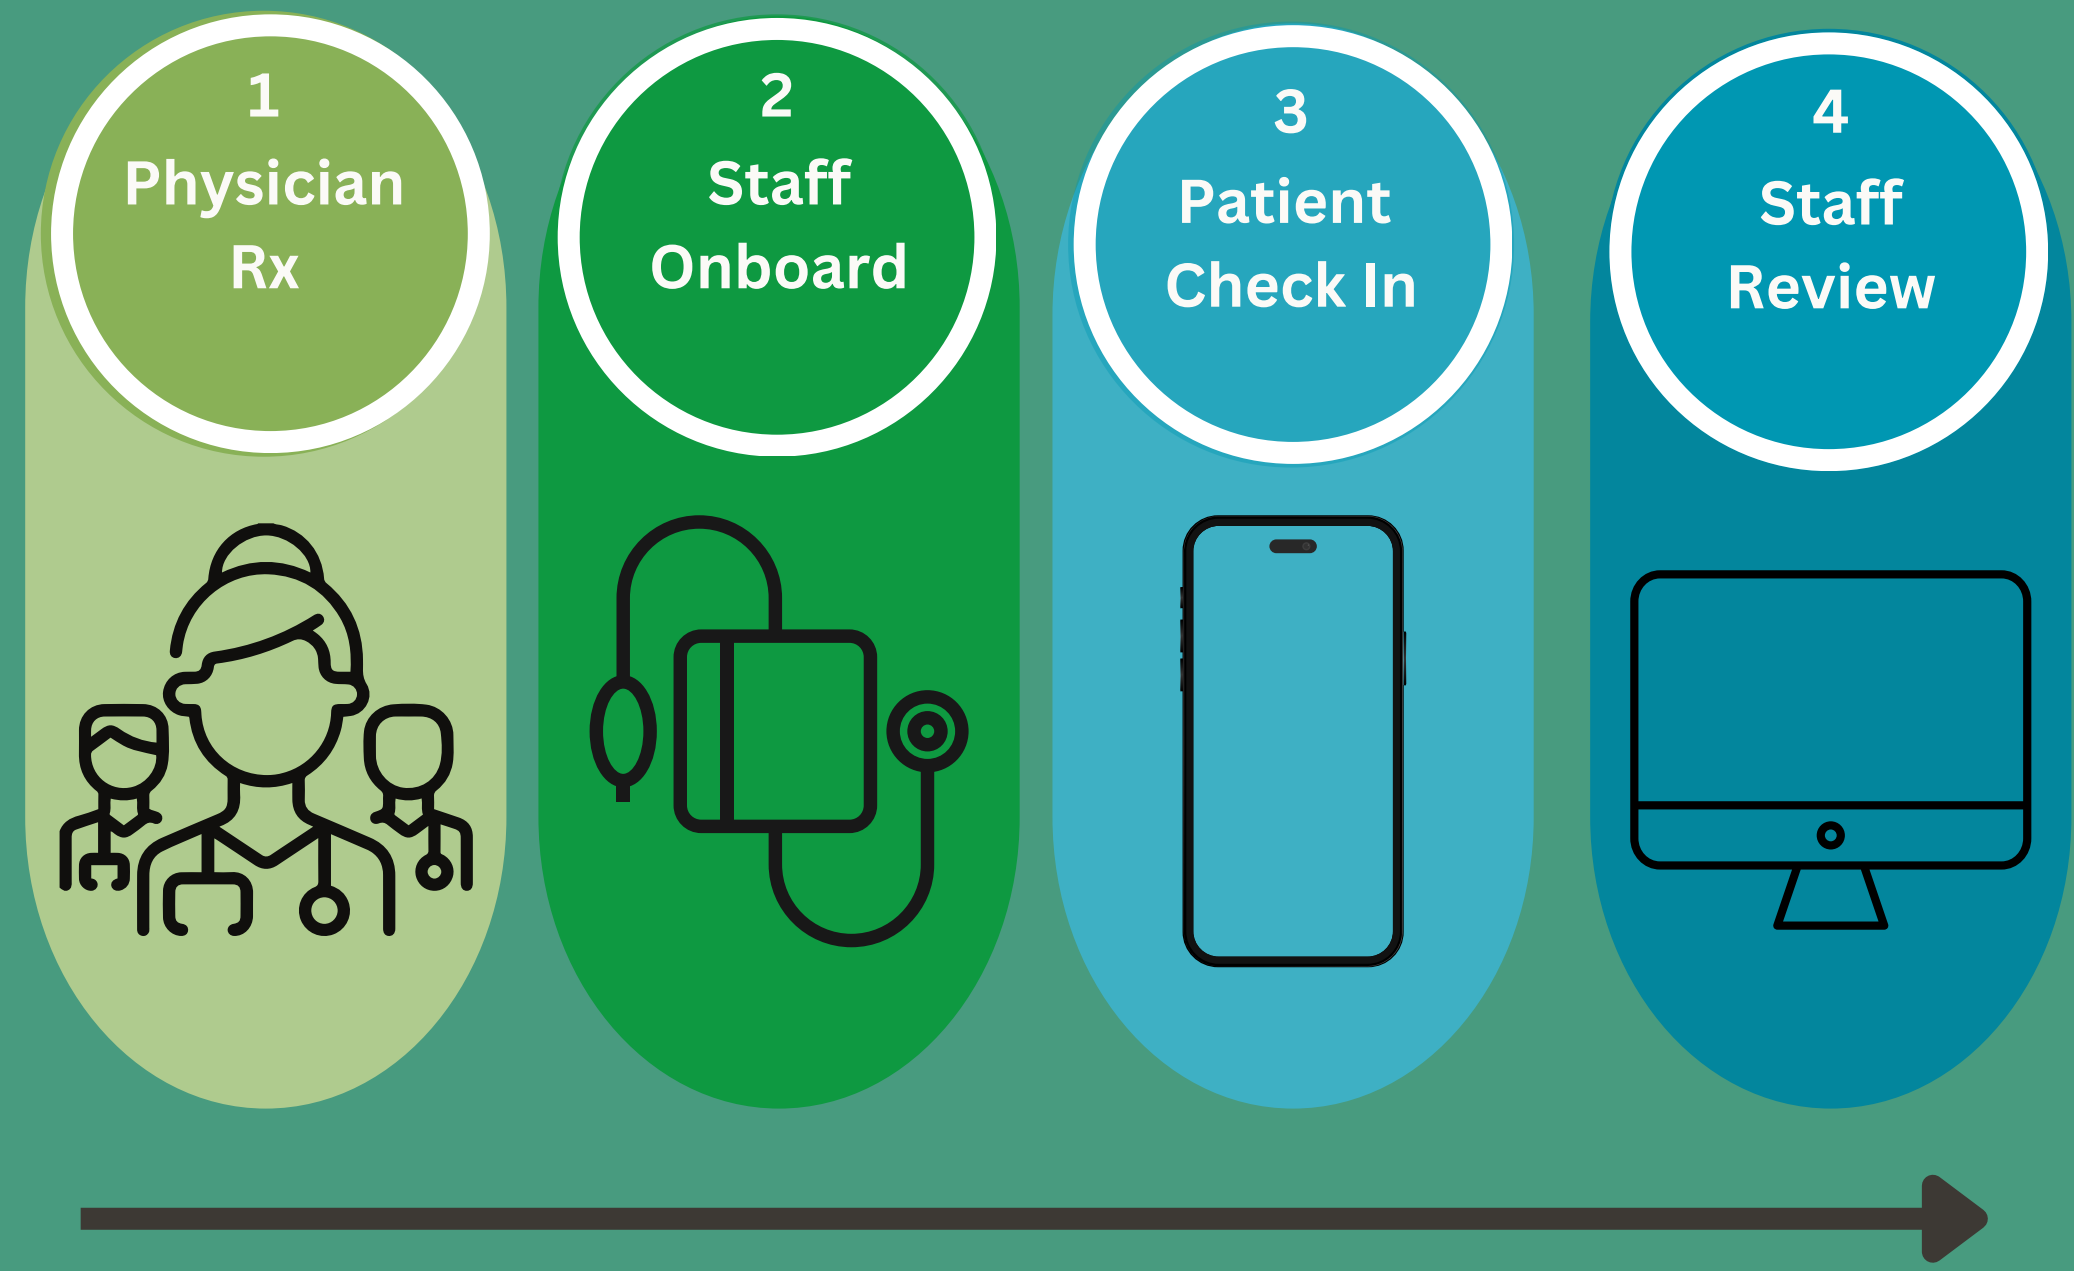 1
Physician
Rx
2
Staff
Onboard
3
Patient
Check In
4
Staff
Review